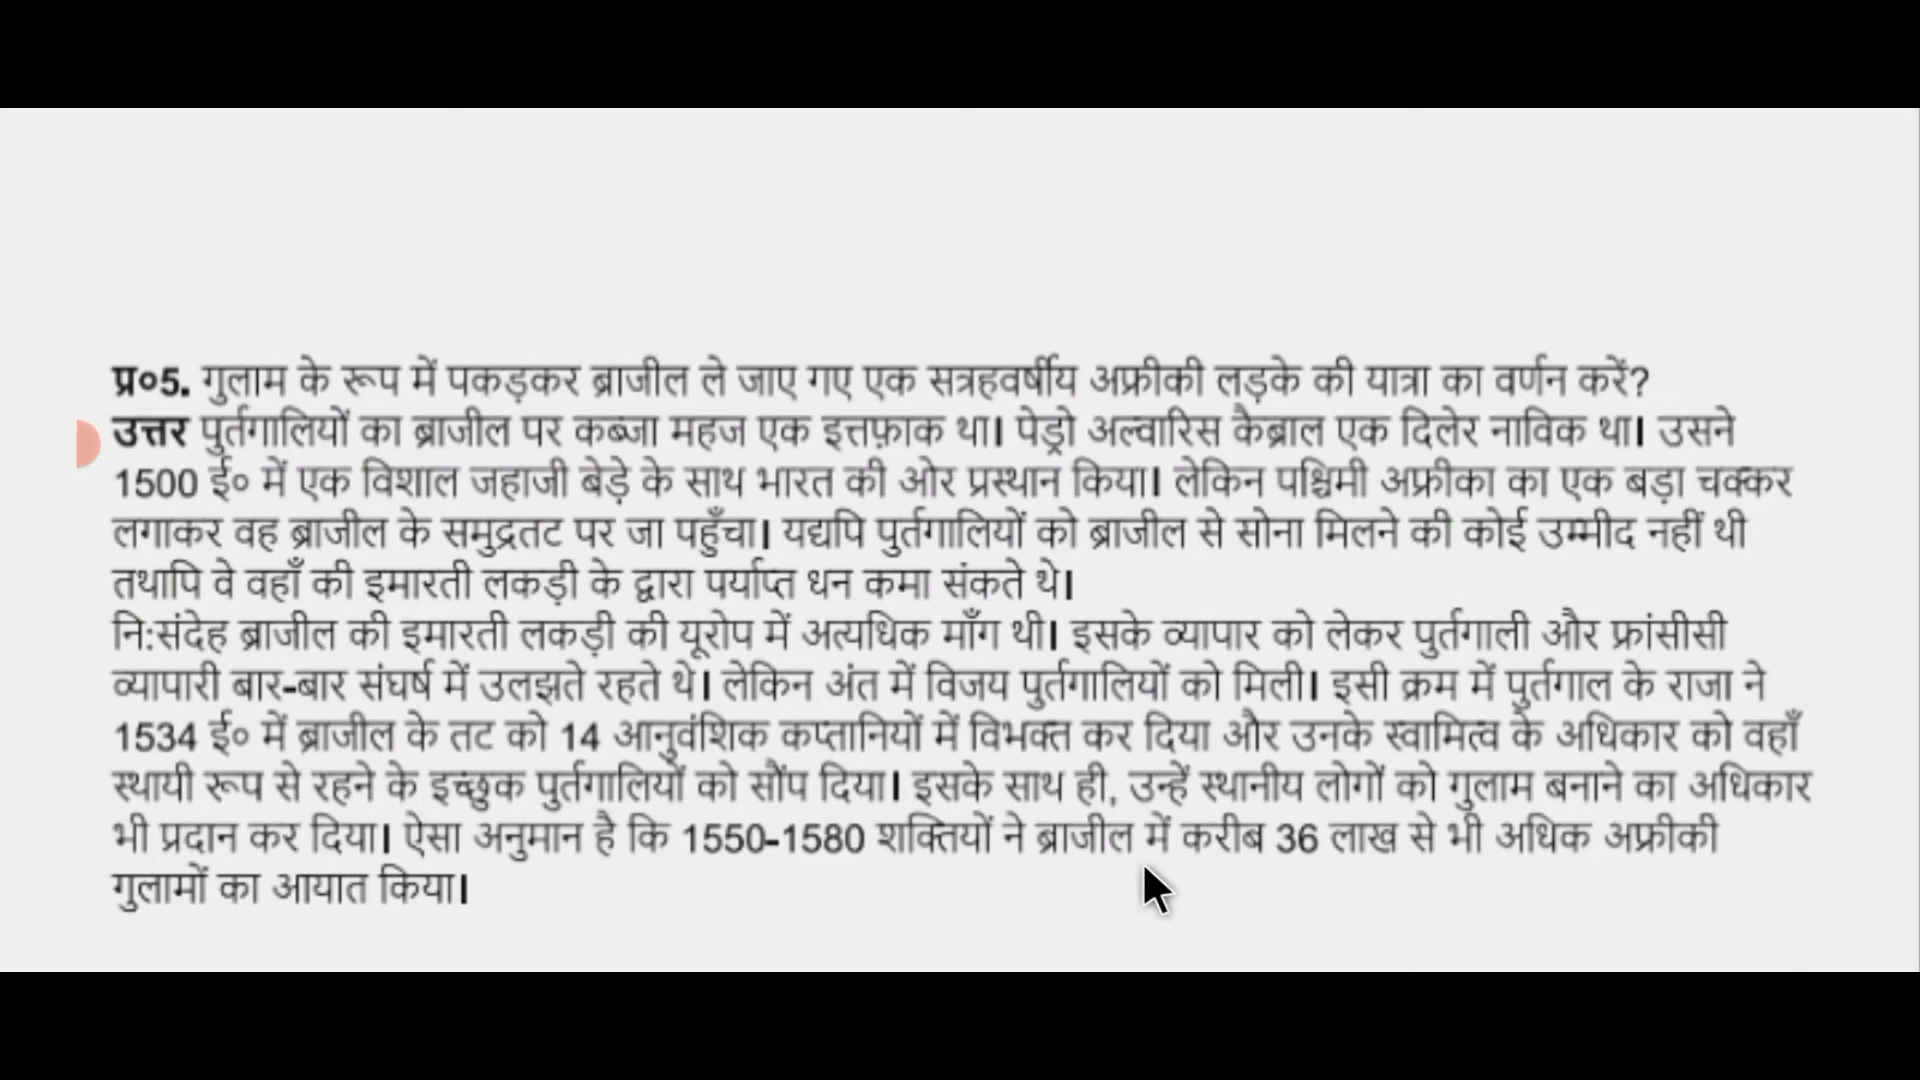 प्र०5. गुलाम के रूप में पकड़कर ब्राजील ले जाए गए एक सत्रहवर्षीय अफ्रीकी लड़के की यात्रा का वर्णन करें?
उत्तर पुर्तगालियों का ब्राजील पर कब्जा महज एक इत्तफ़ाक था। पेड्रो अल्वारिस कैब्राल एक दिलेर नाविक था। उसने
1500 ई० में एक विशाल जहाजी बेड़े के साथ भारत की ओर प्रस्थान किया। लेकिन पश्चिमी अफ्रीका का एक बड़ा चक्कर
लगाकर वह ब्राजील के समुद्रतट पर जा पहुँचा। यद्यपि पुर्तगालियों को ब्राजील से सोना मिलने की कोई उम्मीद नहीं थी
तथापि वे वहाँ की इमारती लकड़ी के द्वारा पर्याप्त धन कमा संकते थे।
नि:संदेह ब्राजील की इमारती लकड़ी की यूरोप में अत्यधिक माँग थी। इसके व्यापार को लेकर पुर्तगाली और फ्रांसीसी
व्यापारी बार-बार संघर्ष में उलझते रहते थे। लेकिन अंत में विजय पुर्तगालियों को मिली। इसी क्रम में पुर्तगाल के राजा ने
1534 ई० में ब्राजील के तट को 14 आनुवंशिक कप्तानियों में विभक्त कर दिया और उनके स्वामित्व के अधिकार को वहाँ
स्थायी रूप से रहने के इच्छुक पुर्तगालियों को सौंप दिया। इसके साथ ही, उन्हें स्थानीय लोगों को गुलाम बनाने का अधिकार
भी प्रदान कर दिया। ऐसा अनुमान है कि 1550-1580 शक्तियों ने ब्राजील में करीब 36 लाख से भी अधिक अफ्रीकी
गुलामों का आयात किया।